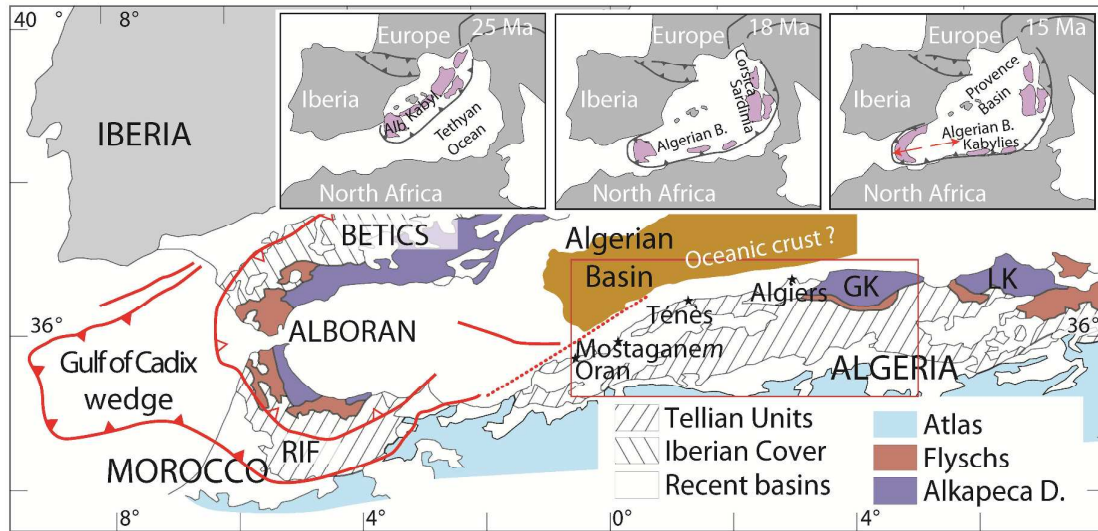 40 °
8°
Europe
25 Ma
Iberia
Alb.
Kabyl.
Tethyan
Ocean
North Africa
Europe
18 Ma
Iberia
Corsica
Sardinia
Algerian B.
North Africa
Europe
15 Ma
Iberia
Provence
Basin
Algerian B.
Kabylies
North Africa
IBERIA
BETICS
Algerian
Basin
Oceanic crust ?
Algiers
GK
LK
Ténès
36°
ALBORAN
36°
Mostaganem
Oran
ALGERIA
Gulf of Cadix
wedge
RIF
MOROCCO
Tellian Units
Iberian Cover
Recent basins
Atlas
Flyschs
Alkapeca D.
8°
4°
0°
4°